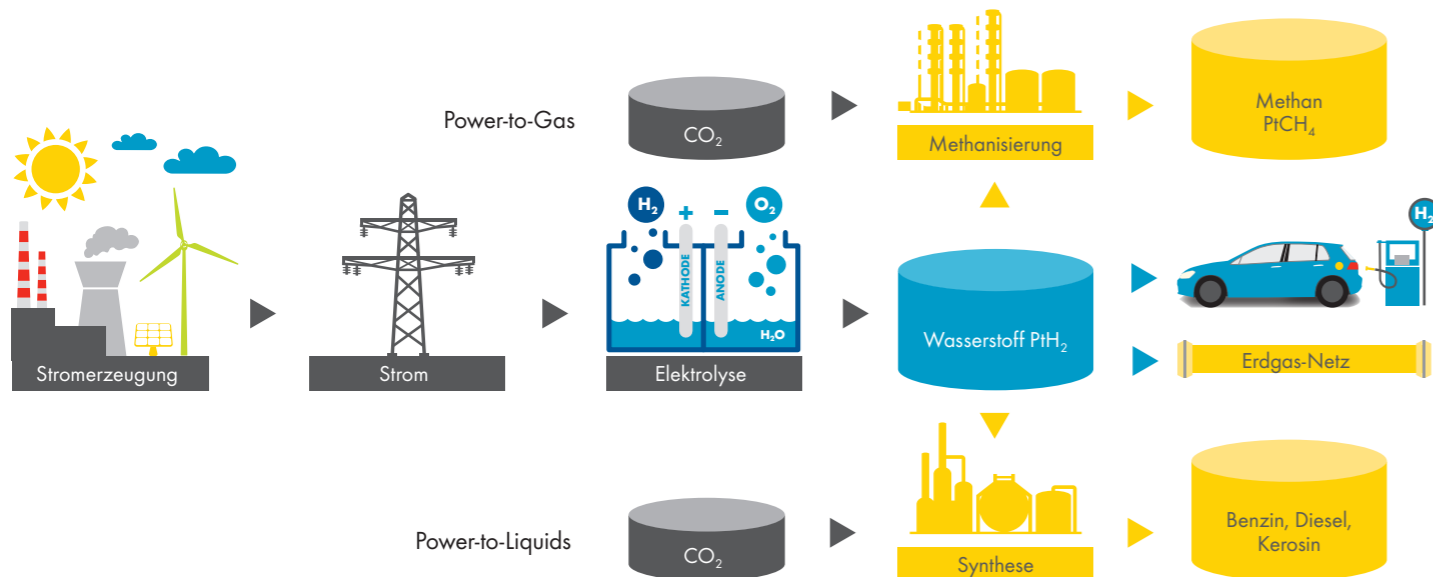 Power-to-Gas
CO₂
Methanisierung
Methan
PtCH₄
H₂
+
−
O₂
KATHODE
ANODE
H₂O
H₂
Stromerzeugung
Strom
Elektrolyse
Wasserstoff PtH₂
Erdgas-Netz
Power-to-Liquids
CO₂
Synthese
Benzin, Diesel,
Kerosin